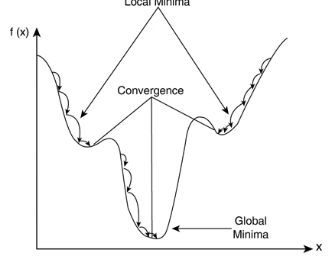 Local Minima
f (x)
Convergence
Global
Minima
x